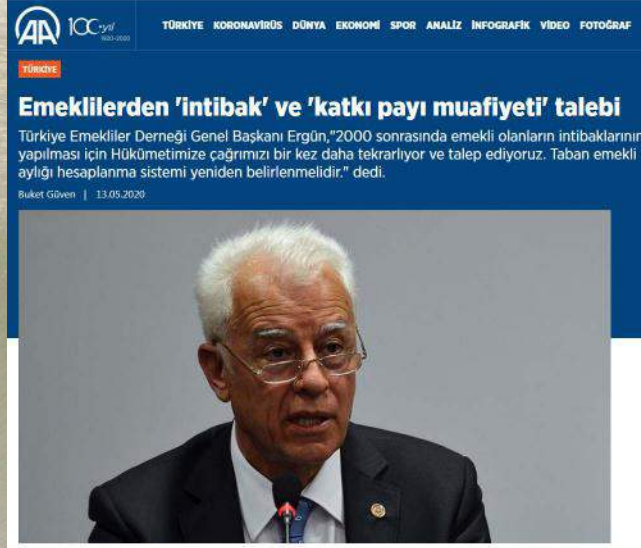 AA 100.yıl
1920-2020
TÜRKİYE KORONAVİRÜS DÜNYA EKONOMİ SPOR ANALİZ İNFOGRAFİK VİDEO FOTOĞRAF
TÜRKİYE
Emeklilerden 'intibak' ve 'katkı payı muafiyeti' talebi
Türkiye Emekliler Derneği Genel Başkanı Ergün,"2000 sonrasında emekli olanların intibaklarının
yapılması için Hükümetimize çağrımızı bir kez daha tekrarlıyor ve talep ediyoruz. Taban emekli
aylığı hesaplanma sistemi yeniden belirlenmelidir." dedi.
Buket Güven | 13.05.2020